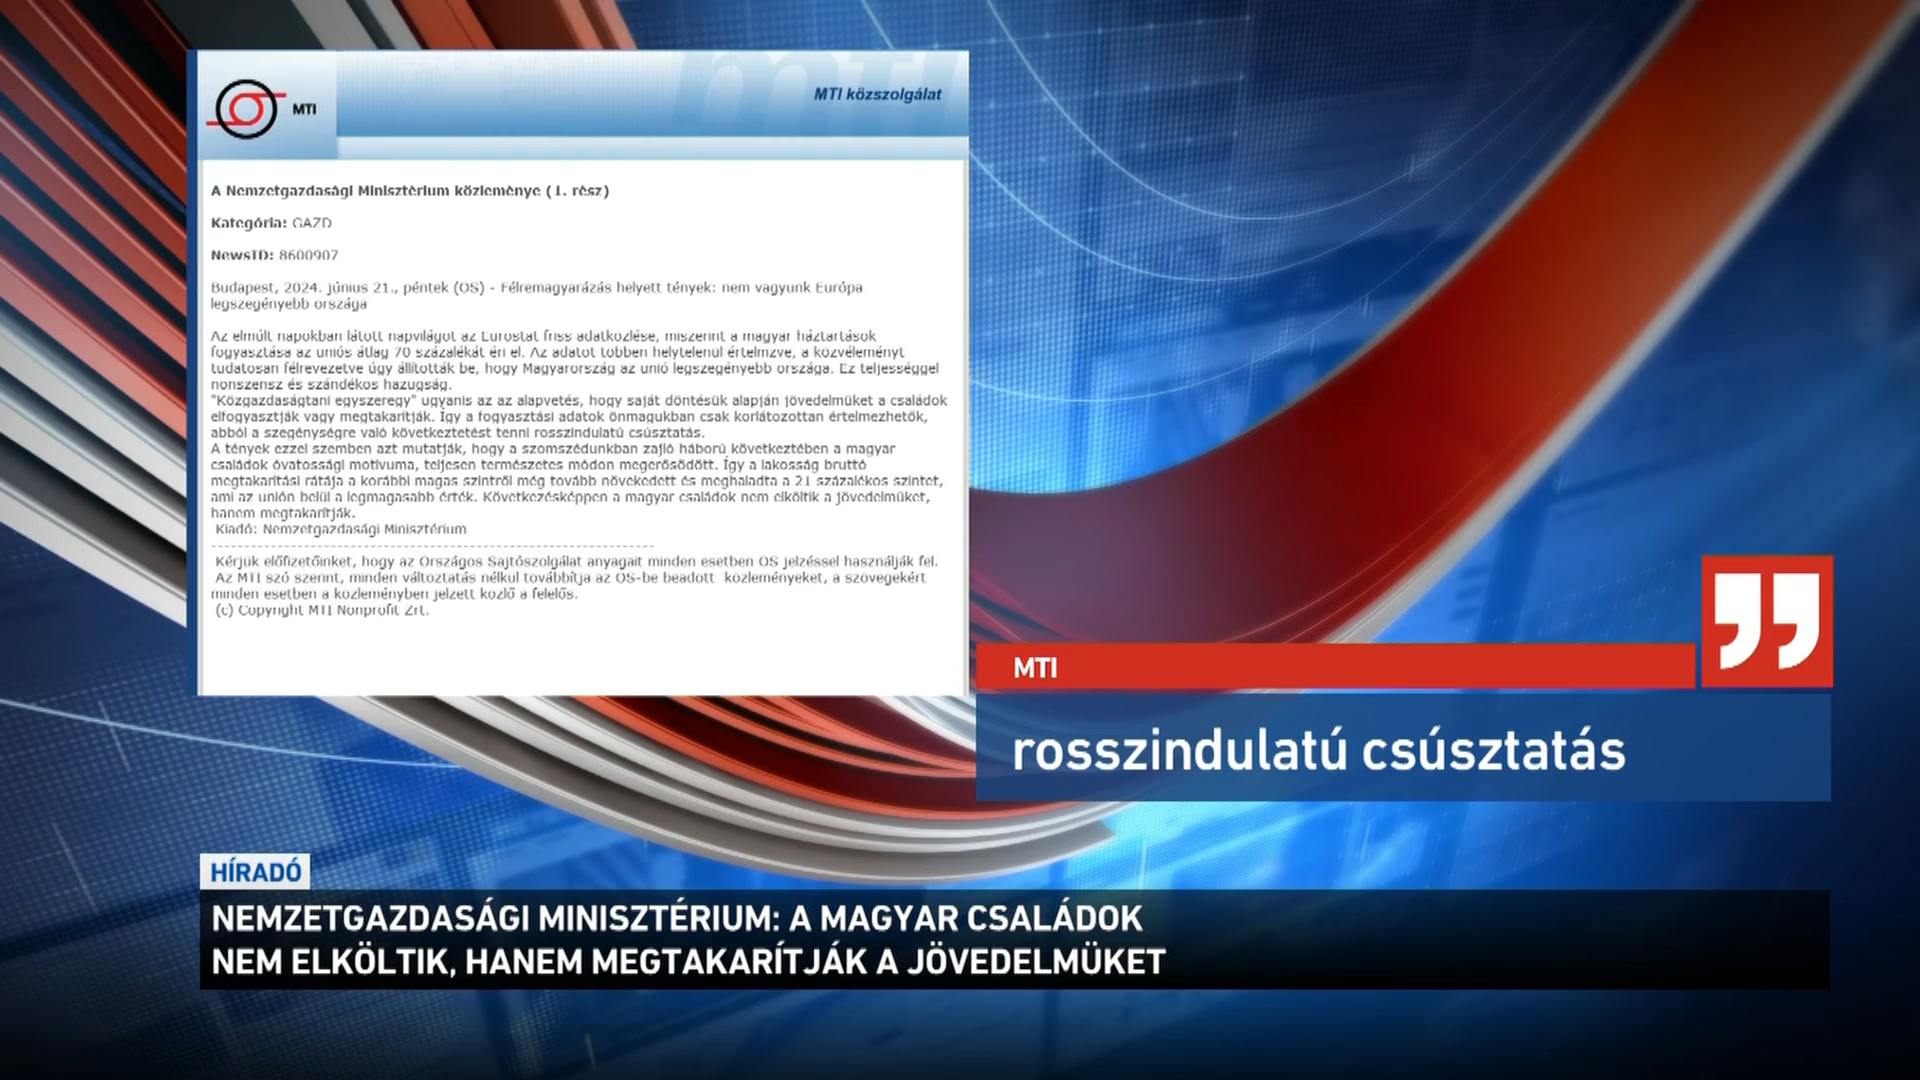 MTI
MTI közszolgálat
A Nemzetgazdasági Minisztérium közleménye (1. rész)
Kategória: GAZD
NewsID: 8600907
Budapest, 2024. június 21., péntek (OS) - Félremagyarázás helyett tények: nem vagyunk Európa
legszegényebb országa
Az elmúlt napokban látott napvilágot az Eurostat friss adatközlése, miszerint a magyar háztartások
fogyasztása az uniós átlag 70 százalékát éri el. Az adatot többen helytelenül értelmzve, a közvéleményt
tudatosan félrevezetve úgy állították be, hogy Magyarország az unió legszegényebb országa. Ez teljességgel
nonszensz és szándékos hazugság.
"Közgazdaságtani egyszeregy" ugyanis az az alapvetés, hogy saját döntésük alapján jövedelmüket a családok
elfogyasztják vagy megtakarítják. Így a fogyasztási adatok önmagukban csak korlátozottan értelmezhetők,
abból a szegénységre való következtetést tenni rosszindulatú csúsztatás.
A tények ezzel szemben azt mutatják, hogy a szomszédunkban zajló háború következtében a magyar
családok óvatossági motívuma, teljesen természetes módon megerősödött. Így a lakosság bruttó
megtakarítási rátája a korábbi magas szintről még tovább növekedett és meghaladta a 21 százalékos szintet,
ami az unión belül a legmagasabb érték. Következésképpen a magyar családok nem elköltik a jövedelmüket,
hanem megtakarítják.
Kiadó: Nemzetgazdasági Minisztérium
Kérjük előfizetőinket, hogy az Országos Sajtószolgálat anyagait minden esetben OS jelzéssel használják fel.
Az MTI szó szerint, minden változtatás nélkül továbbítja az OS-be beadott közleményeket, a szövegekért
minden esetben a közleményben jelzett közlő a felelős.
(c) Copyright MTI Nonprofit Zrt.
MTI
rosszindulatú csúsztatás
HÍRADÓ
NEMZETGAZDASÁGI MINISZTÉRIUM: A MAGYAR CSALÁDOK
NEM ELKÖLTIK, HANEM MEGTAKARÍTJÁK A JÖVEDELMÜKET